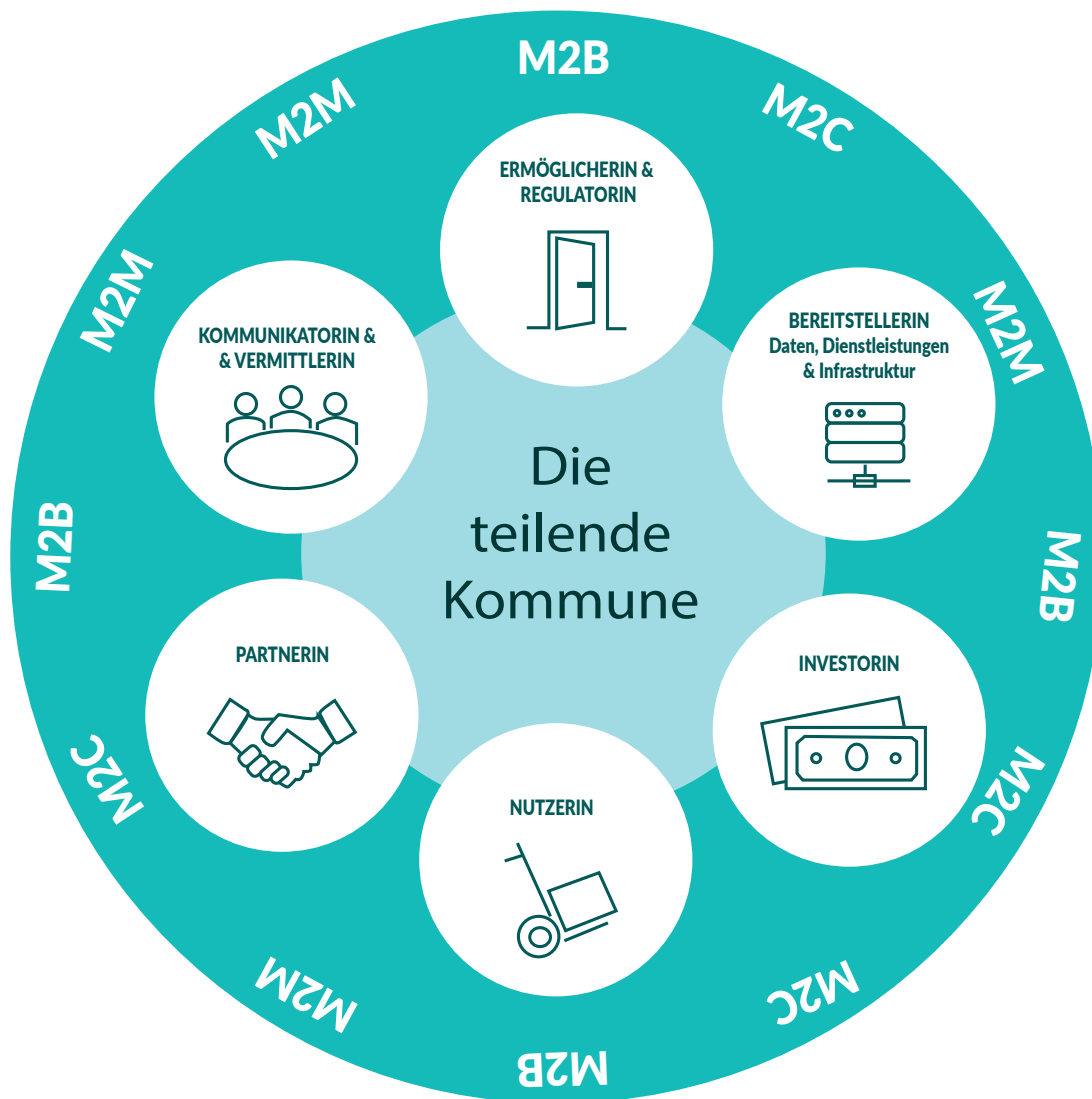 M2B
M2C
M2M
M2B
M2C
M2C
M2B
M2M
M2C
M2B
M2M
M2M
ERMÖGLICHERIN &
REGULATORIN
BEREITSTELLERIN
Daten, Dienstleistungen
& Infrastruktur
INVESTORIN
NUTZERIN
PARTNERIN
KOMMUNIKATORIN &
& VERMITTLERIN
Die
teilende
Kommune